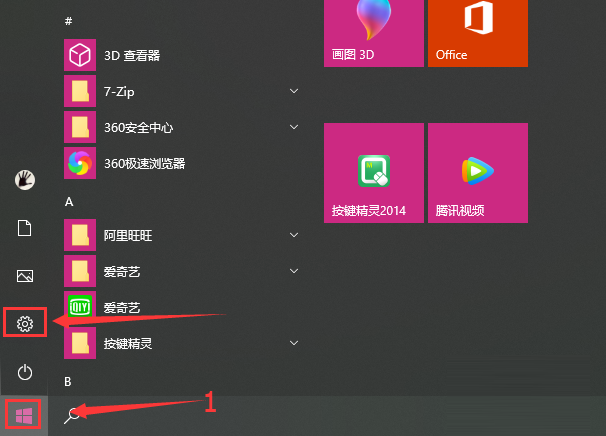 #
3D 查看器
7-Zip
360安全中心
360极速浏览器
A
阿里旺旺
爱奇艺
QIY
爱奇艺
按键精灵
B
画图 3D
Office
按键精灵2014
腾讯视频
1